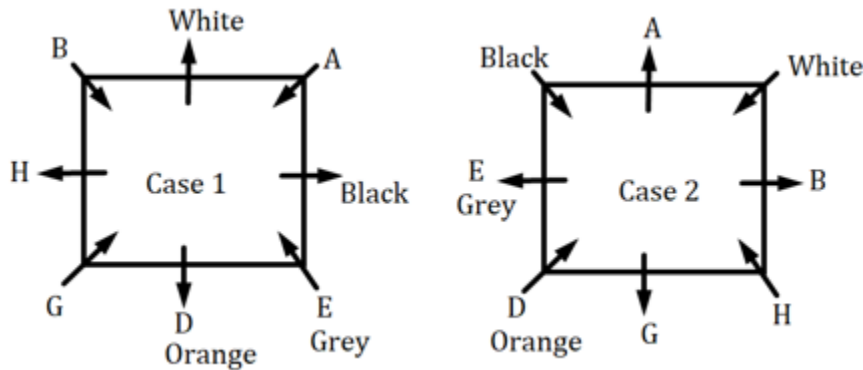 White
B
A
H
Case 1
Black
G
D
Orange
E
Grey
A
Black
White
E
Grey
Case 2
B
D
Orange
G
H